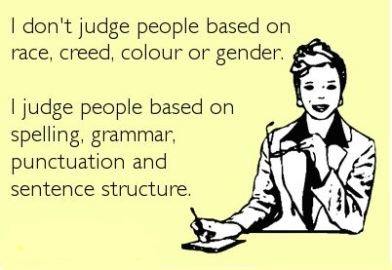 I don't judge people based on
race, creed, colour or gender.
I judge people based on
spelling, grammar,
punctuation and
sentence structure.